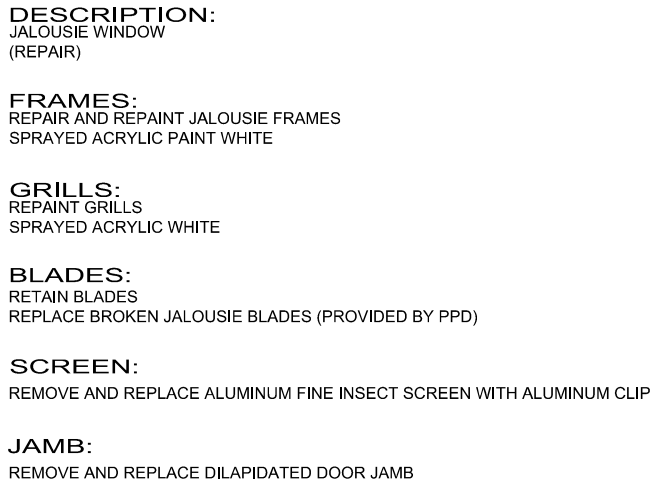 DESCRIPTION:
JALOUSIE WINDOW
(REPAIR)
FRAMES:
REPAIR AND REPAINT JALOUSIE FRAMES
SPRAYED ACRYLIC PAINT WHITE
GRILLS:
REPAINT GRILLS
SPRAYED ACRYLIC WHITE
BLADES:
RETAIN BLADES
REPLACE BROKEN JALOUSIE BLADES (PROVIDED BY PPD)
SCREEN:
REMOVE AND REPLACE ALUMINUM FINE INSECT SCREEN WITH ALUMINUM CLIP
JAMB:
REMOVE AND REPLACE DILAPIDATED DOOR JAMB